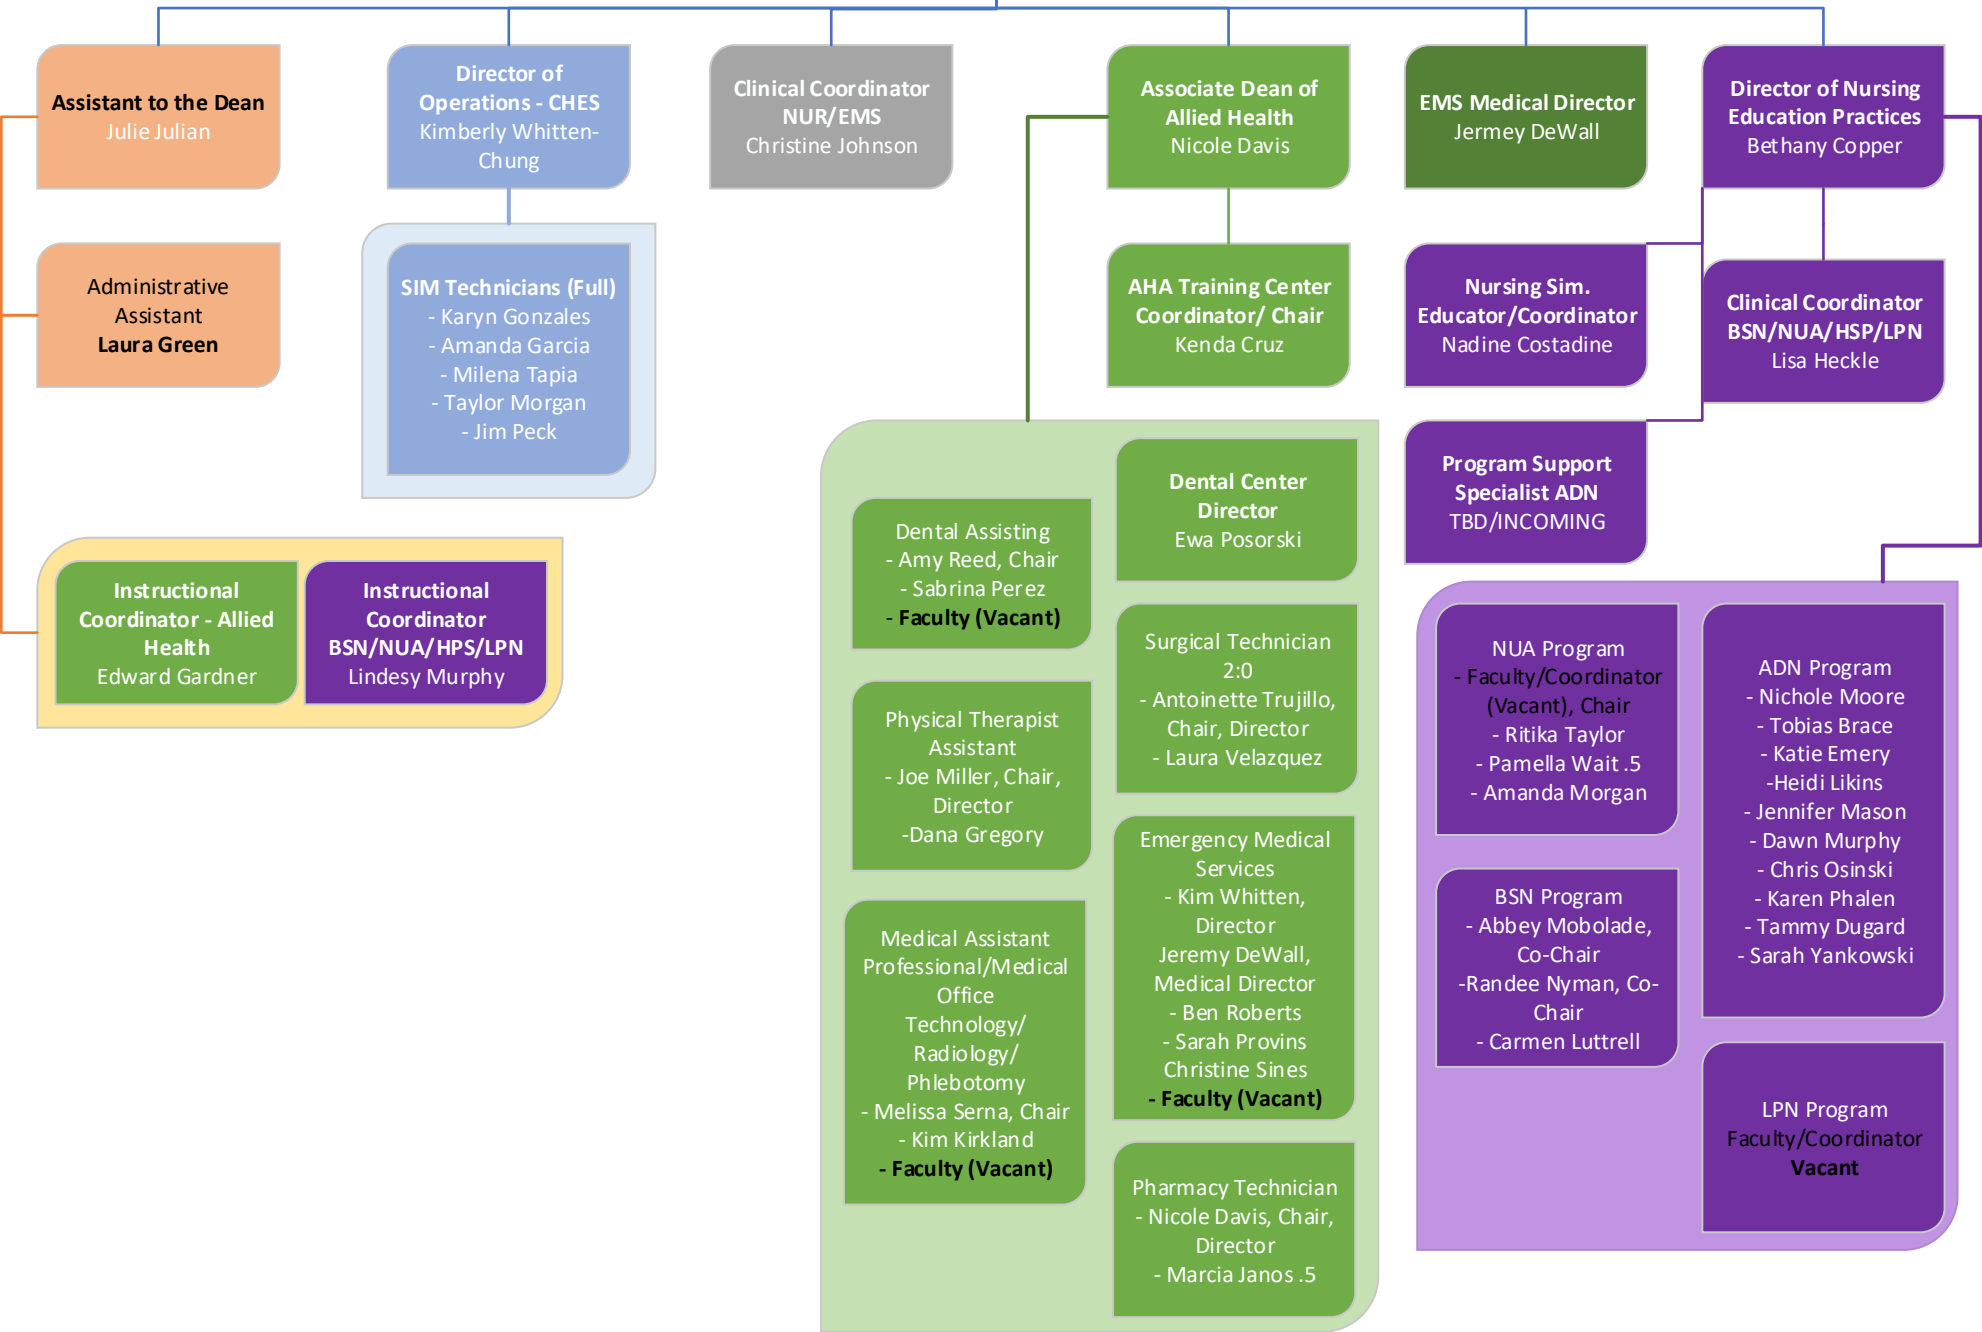 Assistant to the Dean
Julie Julian
Director of
Operations - CHES
Kimberly Whitten-
Chung
Clinical Coordinator
NUR/EMS
Christine Johnson
Associate Dean of
Allied Health
Nicole Davis
EMS Medical Director
Jermey DeWall
Director of Nursing
Education Practices
Bethany Copper
Administrative
Assistant
Laura Green
SIM Technicians (Full)
- Karyn Gonzales
- Amanda Garcia
- Milena Tapia
- Taylor Morgan
- Jim Peck
AHA Training Center
Coordinator/ Chair
Kenda Cruz
Nursing Sim.
Educator/Coordinator
Nadine Costadine
Clinical Coordinator
BSN/NUA/HSP/LPN
Lisa Heckle
Program Support
Specialist ADN
TBD/INCOMING
Instructional
Coordinator - Allied
Health
Edward Gardner
Instructional
Coordinator
BSN/NUA/HPS/LPN
Lindesy Murphy
Dental Assisting
- Amy Reed, Chair
- Sabrina Perez
- Faculty (Vacant)
Physical Therapist
Assistant
- Joe Miller, Chair,
Director
-Dana Gregory
Medical Assistant
Professional/Medical
Office
Technology/
Radiology/
Phlebotomy
- Melissa Serna, Chair
- Kim Kirkland
- Faculty (Vacant)
Dental Center
Director
Ewa Posorski
Surgical Technician
2:0
- Antoinette Trujillo,
Chair, Director
- Laura Velazquez
Emergency Medical
Services
- Kim Whitten,
Director
Jeremy DeWall,
Medical Director
- Ben Roberts
- Sarah Provins
Christine Sines
- Faculty (Vacant)
Pharmacy Technician
- Nicole Davis, Chair,
Director
- Marcia Janos .5
NUA Program
- Faculty/Coordinator
(Vacant), Chair
- Ritika Taylor
- Pamella Wait .5
- Amanda Morgan
BSN Program
- Abbey Mobolade,
Co-Chair
-Randee Nyman, Co-
Chair
- Carmen Luttrell
ADN Program
- Nichole Moore
- Tobias Brace
- Katie Emery
-Heidi Likins
- Jennifer Mason
- Dawn Murphy
- Chris Osinski
- Karen Phalen
- Tammy Dugard
- Sarah Yankowski
LPN Program
Faculty/Coordinator
Vacant